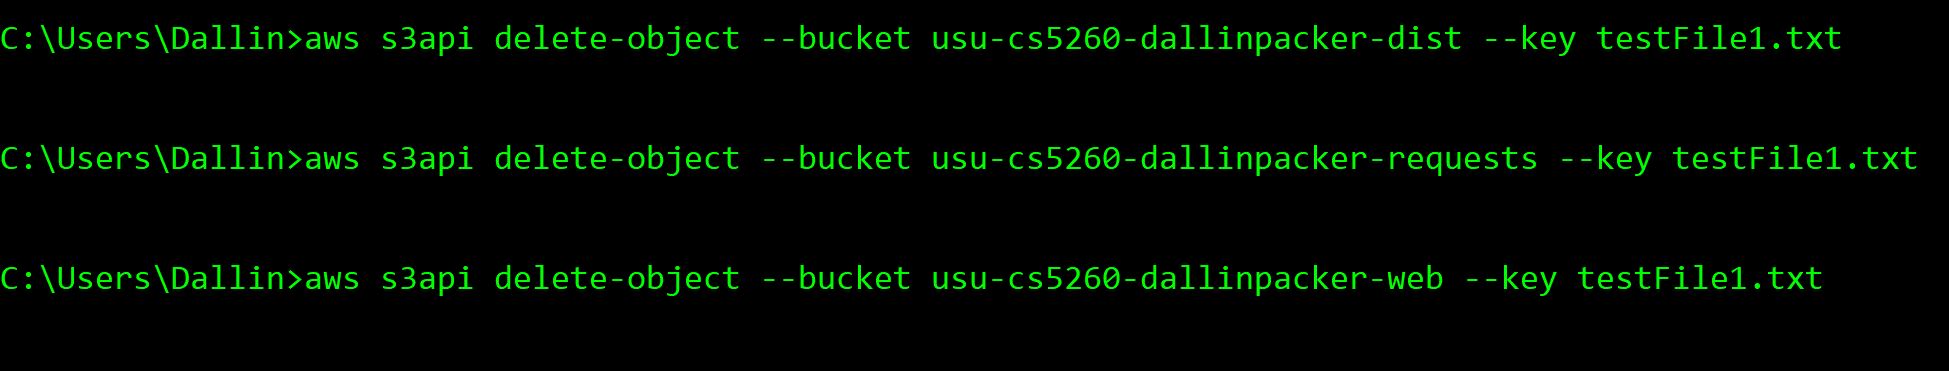 C:\Users\Dallin>aws s3api delete-object --bucket usu-cs5260-dallinpacker-dist --key testFile1.txt
C:\Users\Dallin>aws s3api delete-object --bucket usu-cs5260-dallinpacker-requests --key testFile1.txt
C:\Users\Dallin>aws s3api delete-object --bucket usu-cs5260-dallinpacker-web --key testFile1.txt